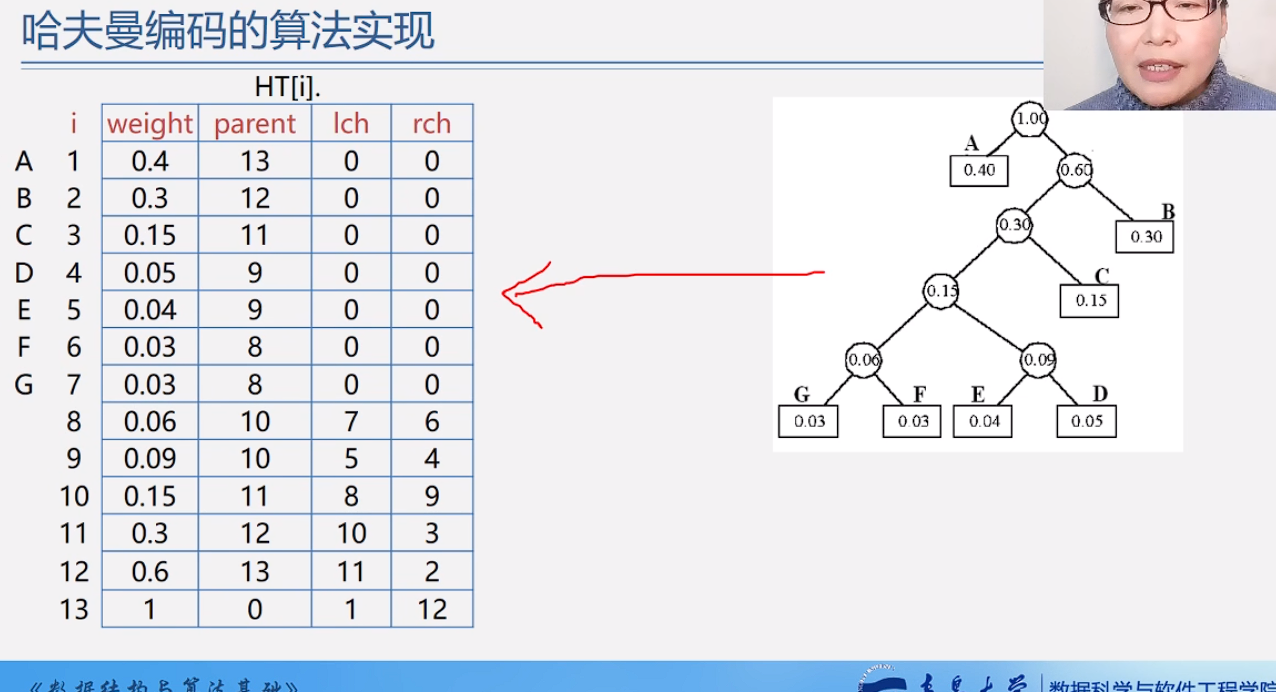 哈夫曼编码的算法实现
HT[i].
i weight parent lch rch
A 1 0.4 13 0 0
B 2 0.3 12 0 0
C 3 0.15 11 0 0
D 4 0.05 9 0 0
E 5 0.04 9 0 0
F 6 0.03 8 0 0
G 7 0.03 8 0 0
8 0.06 10 7 6
9 0.09 10 5 4
10 0.15 11 8 9
11 0.3 12 10 3
12 0.6 13 11 2
13 1 0 1 12
1.00
A
0.40 0.60
B
0.30 0.30
C
0.15 0.15
0.06 0.09
G F E D
0.03 0.03 0.04 0.05
《数据结构与算法基础》
青岛大学 数据科学与软件工程学院